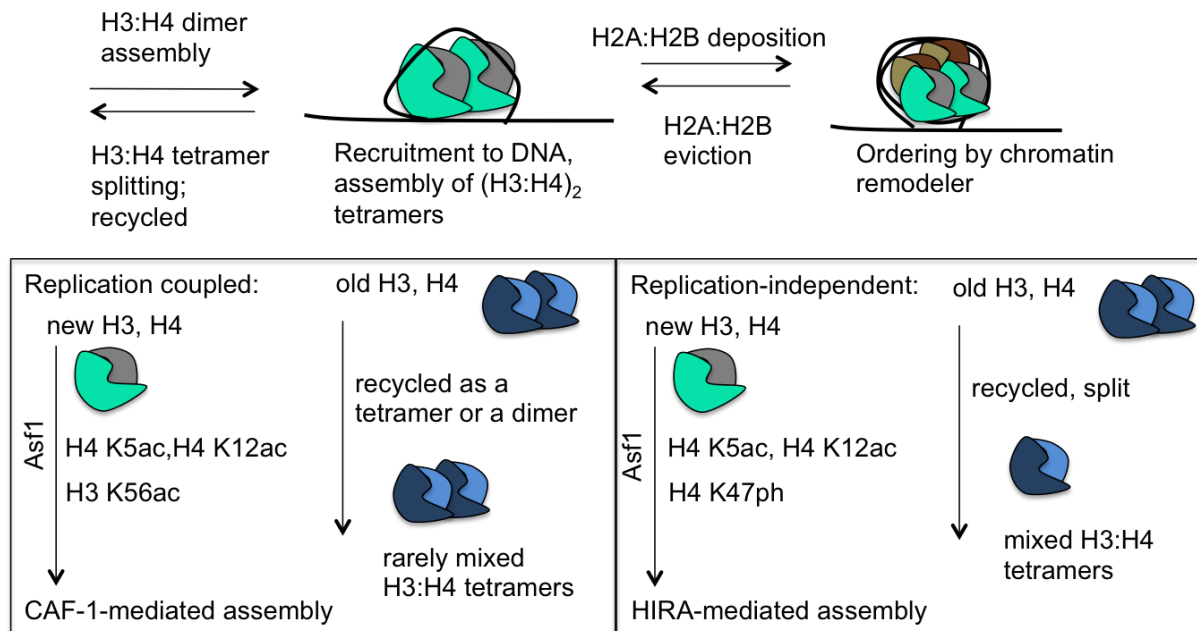 H3:H4 dimer
assembly
H3:H4 tetramer
splitting;
recycled
Recruitment to DNA,
assembly of (H3:H4)₂
tetramers
H2A:H2B deposition
H2A:H2B
eviction
Ordering by chromatin
remodeler
Replication coupled:
new H3, H4
Asf1
H4 K5ac,H4 K12ac
H3 K56ac
CAF-1-mediated assembly
old H3, H4
recycled as a
tetramer or a dimer
rarely mixed
H3:H4 tetramers
Replication-independent:
new H3, H4
Asf1
H4 K5ac, H4 K12ac
H4 K47ph
HIRA-mediated assembly
old H3, H4
recycled, split
mixed H3:H4
tetramers